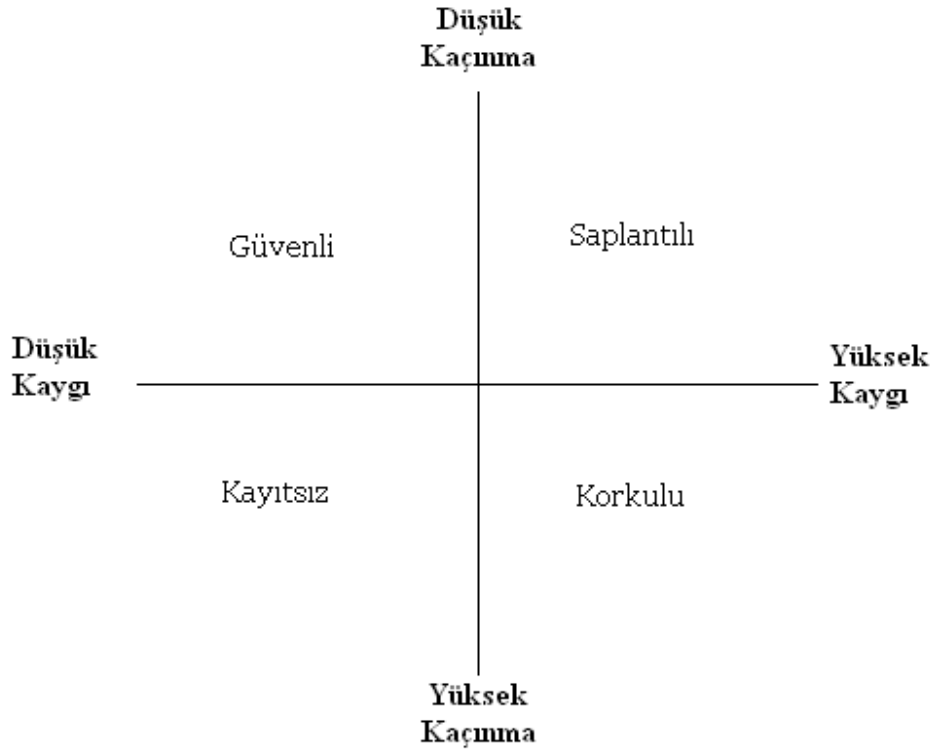 Düşük
Kaçınma
Güvenli
Saplantılı
Düşük
Kaygı
Yüksek
Kaygı
Kayıtsız
Korkulu
Yüksek
Kaçınma